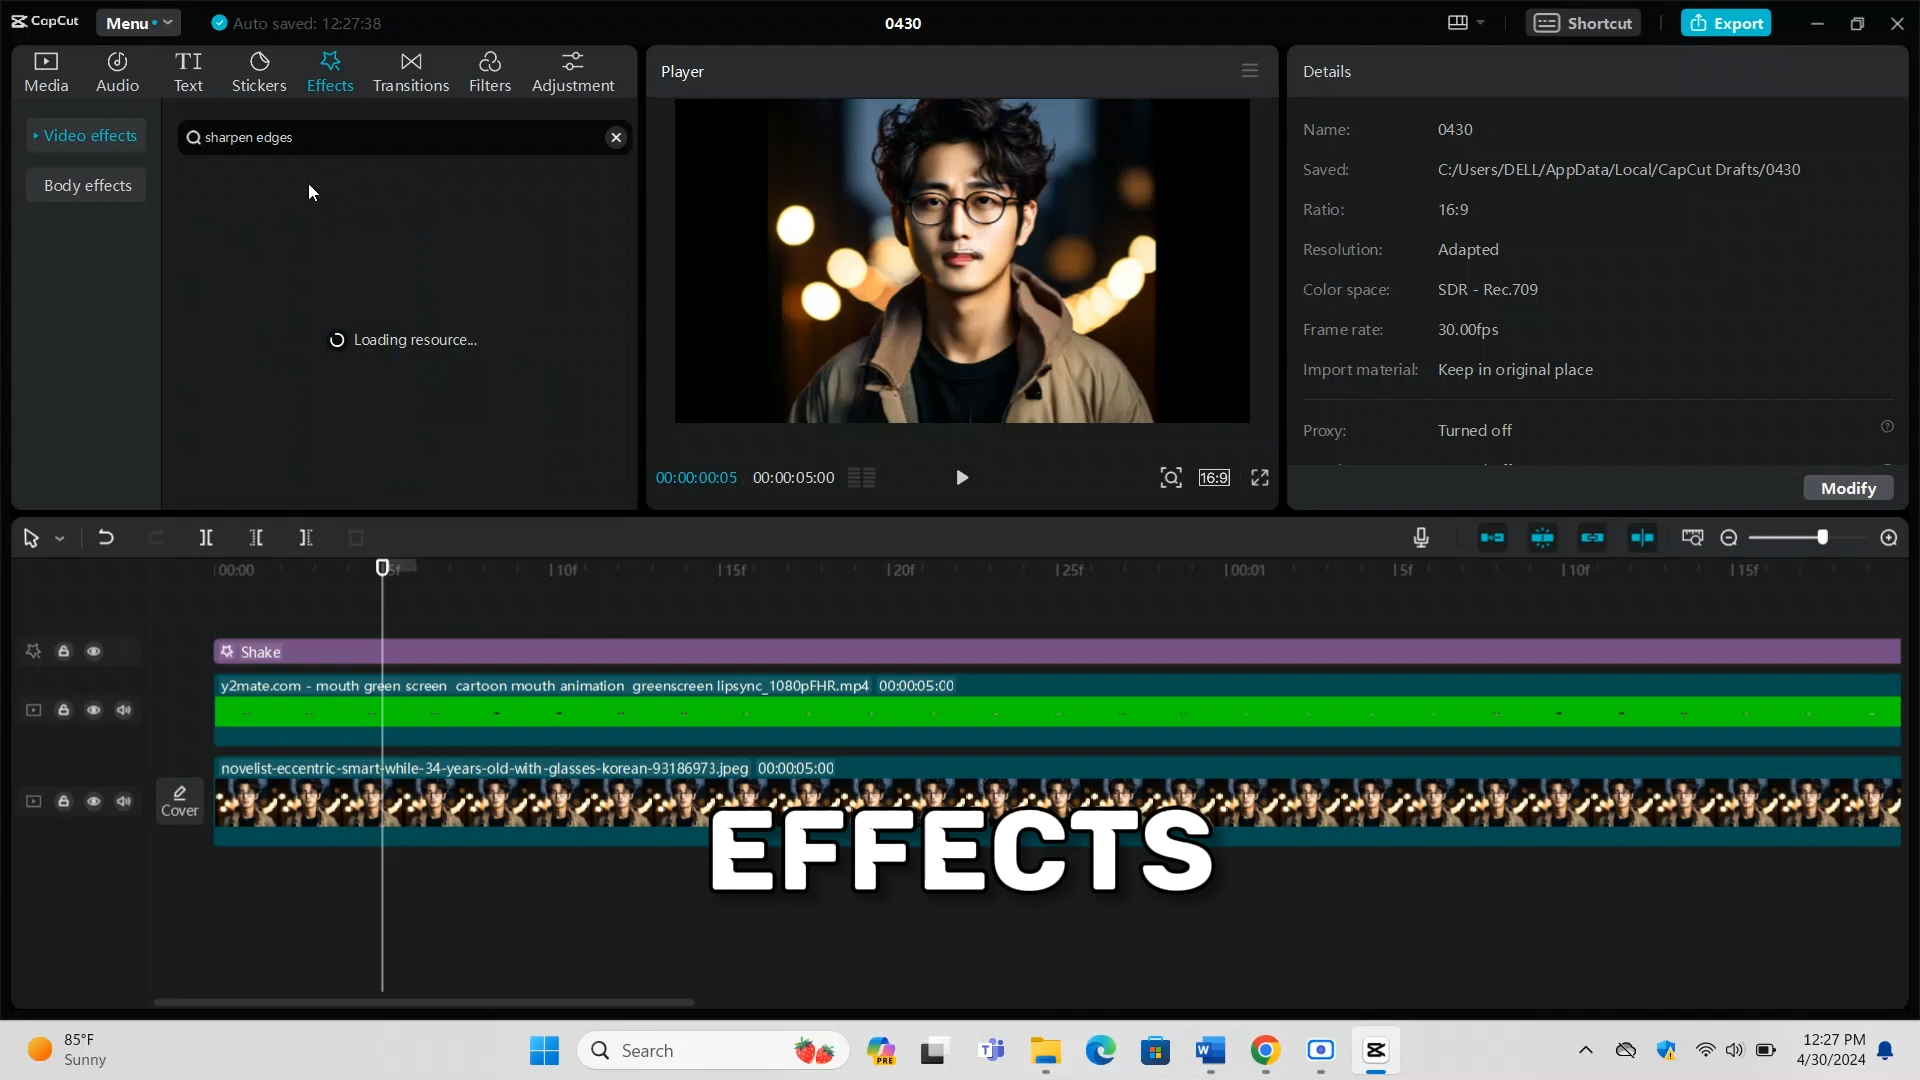 CapCut
Menu
Auto saved: 12:27:38
0430
Shortcut
Export
Media
Audio
TI
Text
Stickers
Effects
Transitions
Filters
Adjustment
Video effects
Body effects
sharpen edges
Loading resource...
Player
00:00:00:05
00:00:05:00
16:9
Details
Name: 0430
Saved: C:/Users/DELL/AppData/Local/CapCut Drafts/0430
Ratio: 16:9
Resolution: Adapted
Color space: SDR - Rec.709
Frame rate: 30.00fps
Import material: Keep in original place
Proxy: Turned off
Modify
00:00
5f
10f
15f
20f
25f
00:01
5f
10f
15f
Shake
y2mate.com - mouth green screen cartoon mouth animation greenscreen lipsync_1080pFHR.mp4 00:00:05:00
novelist-eccentric-smart-while-34-years-old-with-glasses-korean-93186973.jpeg 00:00:05:00
Cover
EFFECTS
85°F
Sunny
Search
PRE
12:27 PM
4/30/2024